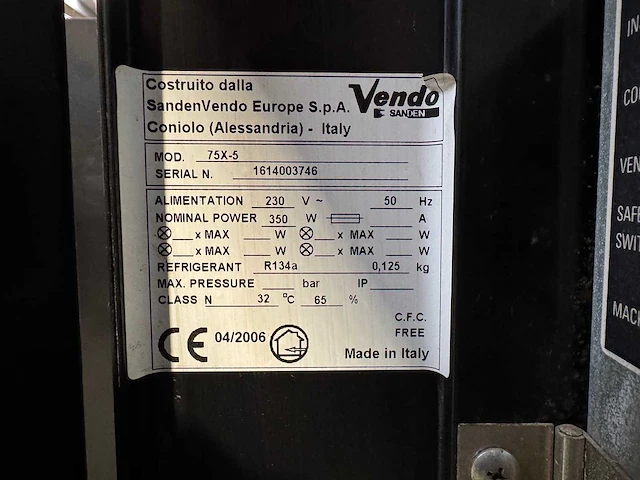 Costruito dalla
SandenVendo Europe S.p.A.
Coniolo (Alessandria) - Italy
Vendo
SANDEN
MOD. 75X-5
SERIAL N. 1614003746
ALIMENTATION 230 V ~ 50 Hz
NOMINAL POWER 350 W A
x MAX W x MAX W
x MAX W x MAX W
REFRIGERANT R134a 0,125 kg
MAX. PRESSURE bar IP
CLASS N 32 °C 65 %
C.F.C.
FREE
CE 04/2006
Made in Italy
IN
COO
VEN
SAFE
SWIT
MACH